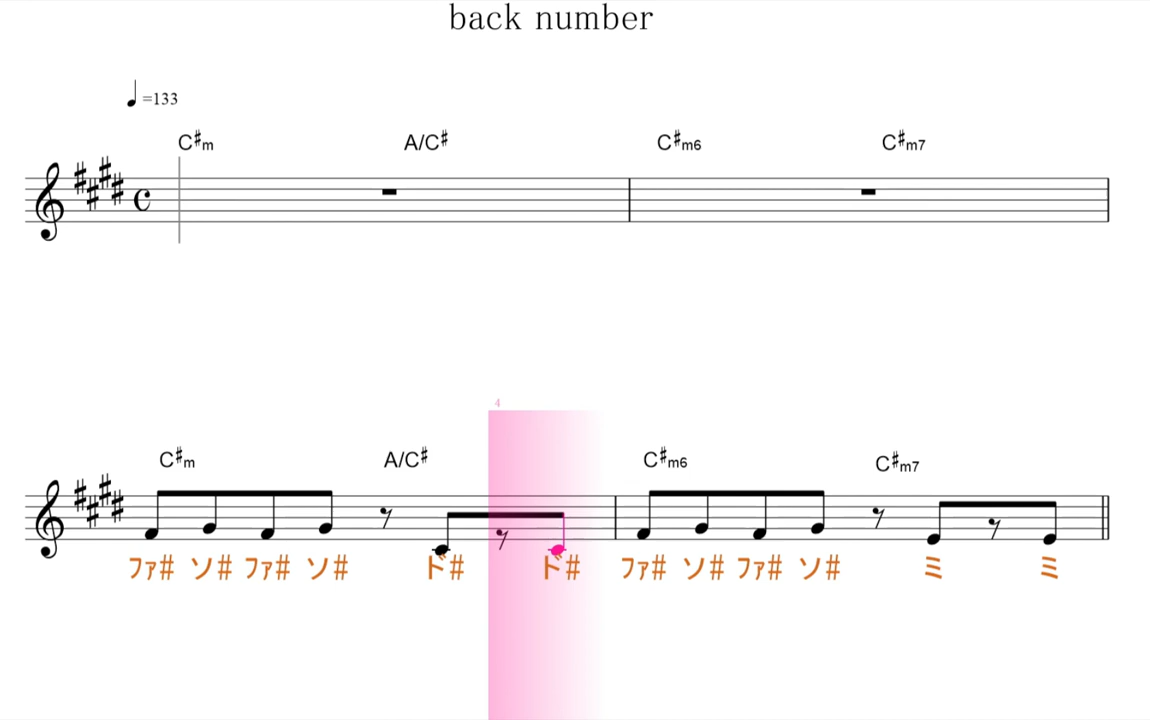 back number
♩=133
C♯m A/C♯ C♯m6 C♯m7
4
C♯m A/C♯ C♯m6 C♯m7
ファ# ソ# ファ# ソ# ド# ド# ファ# ソ# ファ# ソ# ミ ミ